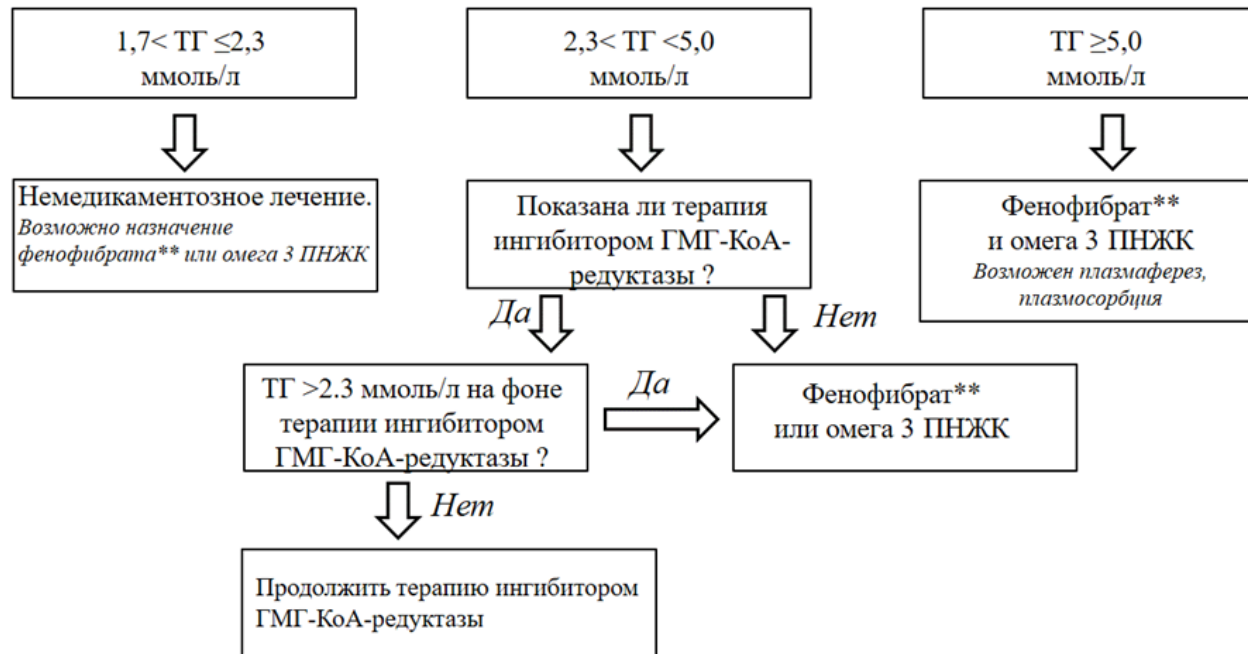 1,7< ТГ ≤2,3
ммоль/л
2,3< ТГ <5,0
ммоль/л
ТГ ≥5,0
ммоль/л
Немедикаментозное лечение.
Возможно назначение
фенофибрата** или омега 3 ПНЖК
Показана ли терапия
ингибитором ГМГ-КоА-
редуктазы ?
Фенофибрат**
и омега 3 ПНЖК
Возможен плазмаферез,
плазмосорбция
Да
Нет
ТГ >2.3 ммоль/л на фоне
терапии ингибитором
ГМГ-КоА-редуктазы ?
Да
Фенофибрат**
или омега 3 ПНЖК
Нет
Продолжить терапию ингибитором
ГМГ-КоА-редуктазы